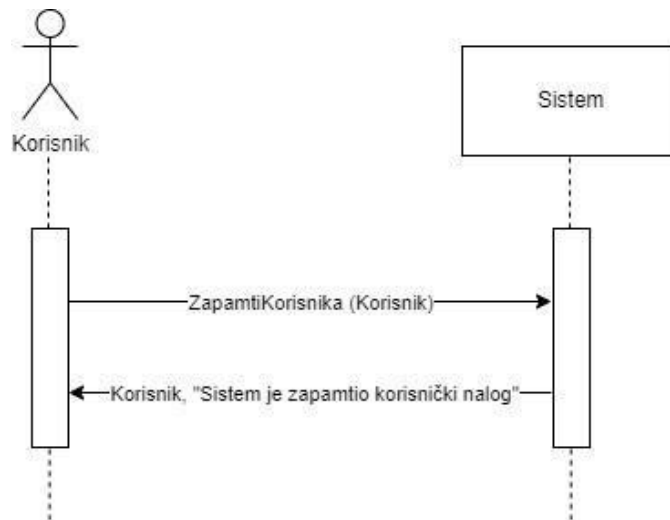 Korisnik
Sistem
ZapamtiKorisnika (Korisnik)
Korisnik, "Sistem je zapamtio korisnički nalog"